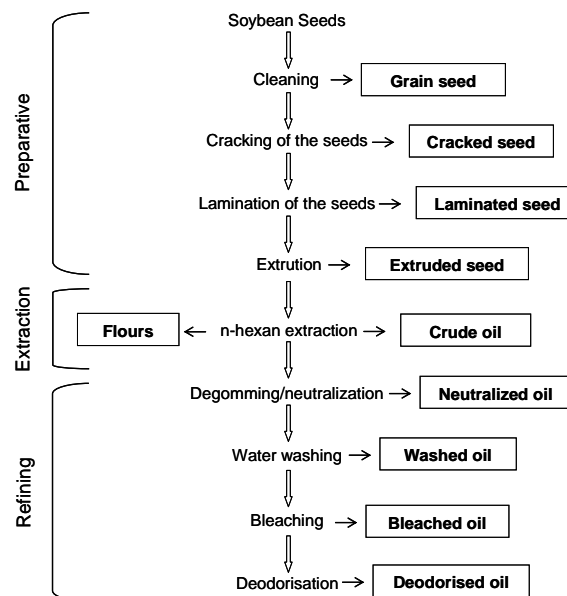 Soybean Seeds
Cleaning
Grain seed
Cracking of the seeds
Cracked seed
Preparative
Lamination of the seeds
Laminated seed
Extrution
Extruded seed
Extraction
Flours
n-hexan extraction
Crude oil
Degomming/neutralization
Neutralized oil
Water washing
Washed oil
Refining
Bleaching
Bleached oil
Deodorisation
Deodorised oil